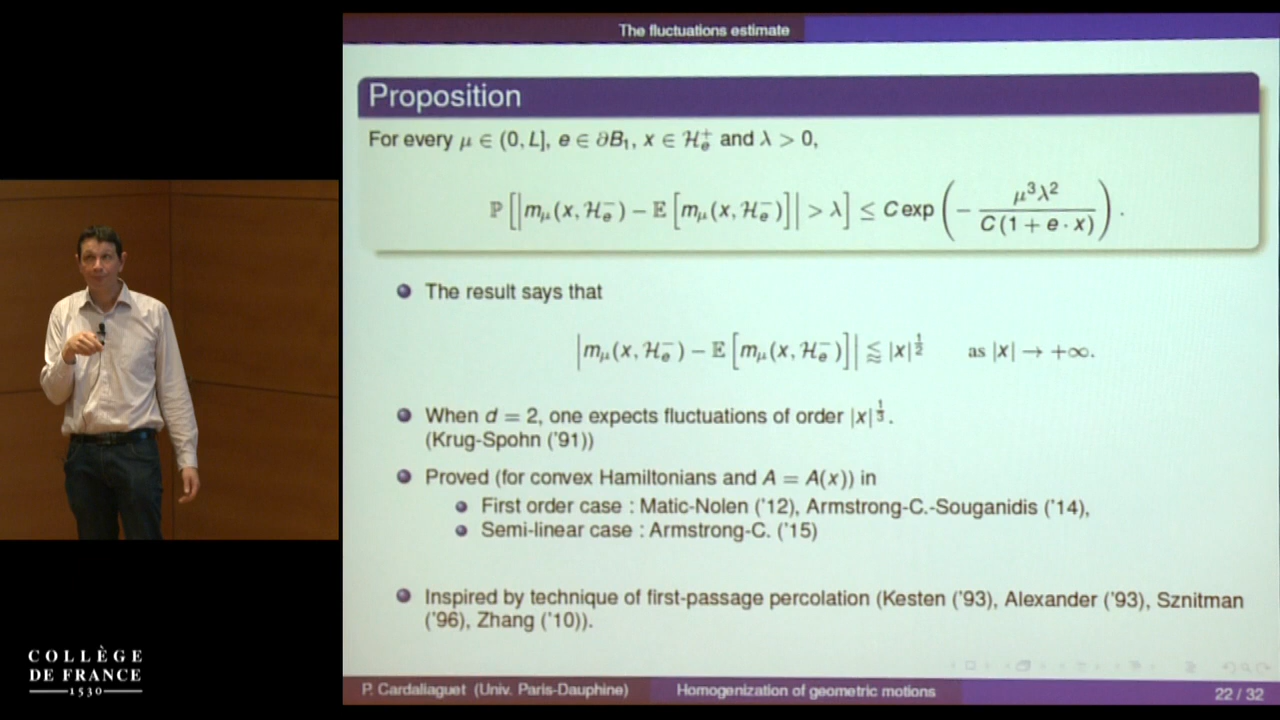 The fluctuations estimate
Proposition
For every μ ∈ (0, L], e ∈ ∂B₁, x ∈ ℋₑ⁺ and λ > 0,
ℙ [ | m_μ(x, ℋₑ⁻) − 𝔼 [ m_μ(x, ℋₑ⁻) ] | > λ ] ≤ C exp ( − μ³λ² / C (1 + e · x) ) .
The result says that
| m_μ(x, ℋₑ⁻) − 𝔼 [ m_μ(x, ℋₑ⁻) ] | ⪅ |x|^{1/2} as |x| → +∞.
When d = 2, one expects fluctuations of order |x|^{1/3}.
(Krug-Spohn ('91))
Proved (for convex Hamiltonians and A = A(x)) in
First order case : Matic-Nolen ('12), Armstrong-C.-Souganidis ('14),
Semi-linear case : Armstrong-C. ('15)
Inspired by technique of first-passage percolation (Kesten ('93), Alexander ('93), Sznitman
('96), Zhang ('10)).
P. Cardaliaguet (Univ. Paris-Dauphine) Homogenization of geometric motions 22 / 32
COLLÈGE
DE FRANCE
1530